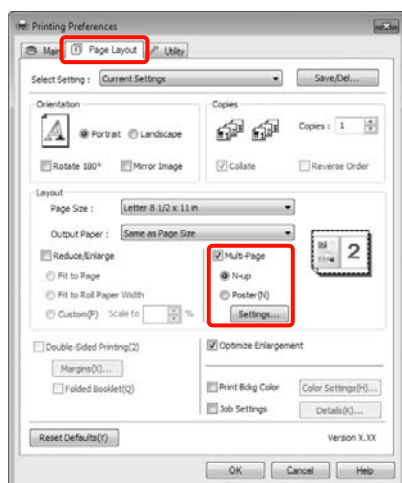 Printing Preferences
Main Page Layout Utility
Select Setting : Current Settings Save/Del...
Orientation Copies
Portrait Landscape Copies : 1
Rotate 180° Mirror Image Collate Reverse Order
Layout
Page Size : Letter 8 1/2 x 11 in
Output Paper : Same as Page Size
Reduce/Enlarge Multi-Page
Fit to Page N-up 2
Fit to Roll Paper Width Poster(N)
Custom(F) Scale to % Settings...
Double-Sided Printing(2) Optimize Enlargement
Margins(X)...
Folded Booklet(Q) Print Bckg Color Color Settings(H)...
Job Settings Details(K)...
Reset Defaults(Y) Version X.XX
OK Cancel Help